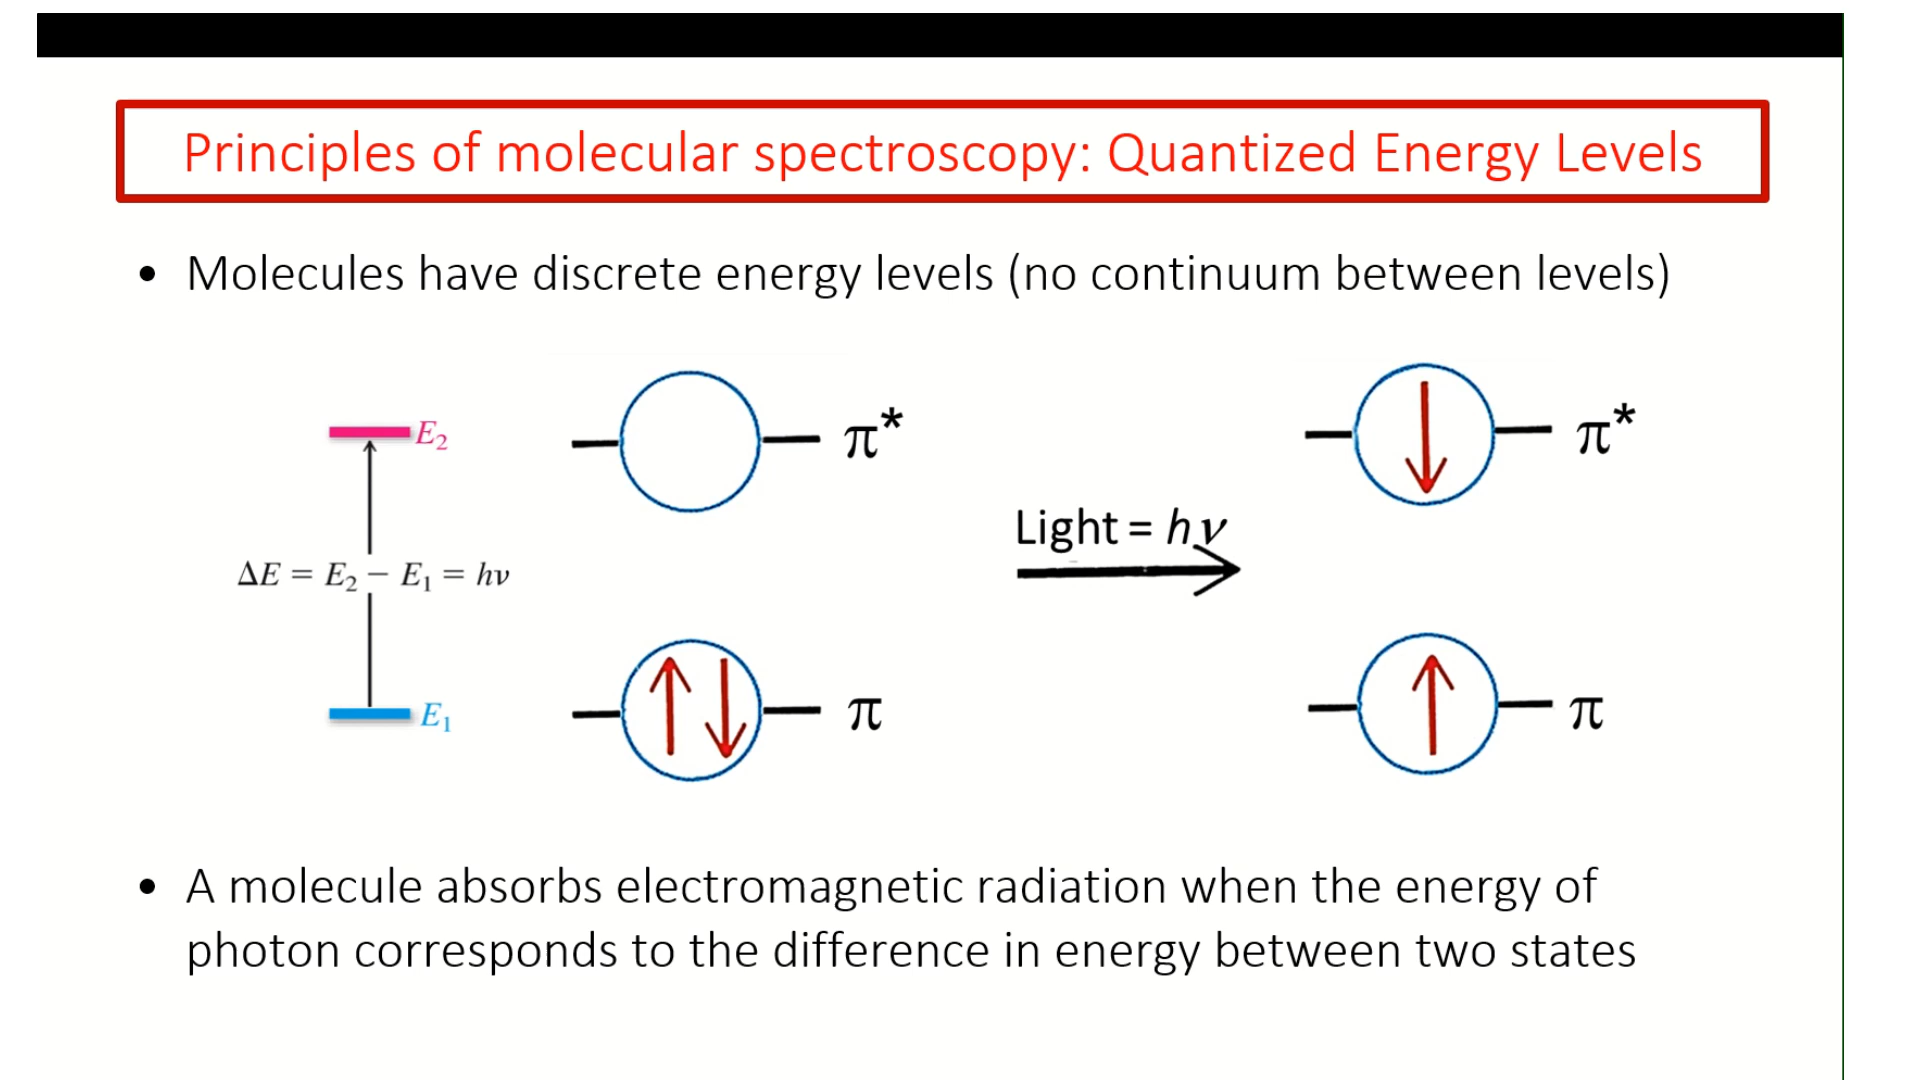 Principles of molecular spectroscopy: Quantized Energy Levels
• Molecules have discrete energy levels (no continuum between levels)
E₂
π*
π*
Light = hν
ΔE = E₂ − E₁ = hν
E₁
π
π
• A molecule absorbs electromagnetic radiation when the energy of
photon corresponds to the difference in energy between two states